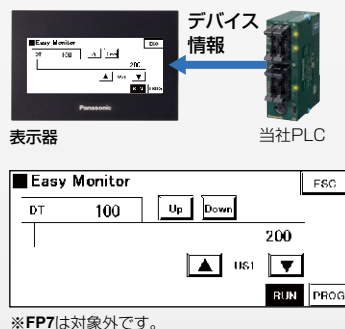 デバイス
情報
Easy Monitor ESC
DT 100 Up Down
200
US1
RUN PROG
Panasonic
表示器 当社PLC
Easy Monitor ESC
DT 100 Up Down
200
US1
RUN PROG
※FP7は対象外です。